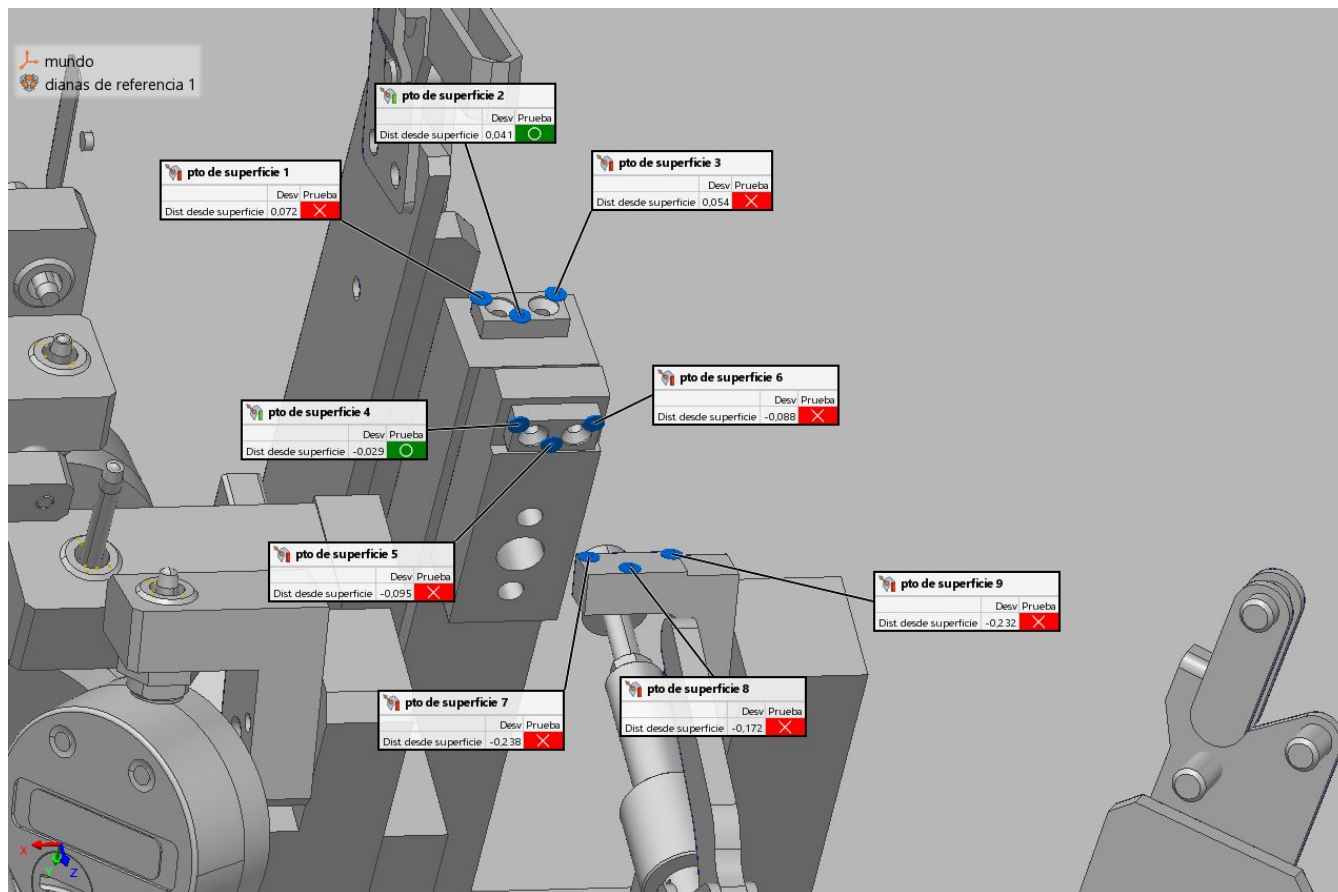 mundo
dianas de referencia 1
pto de superficie 2
Desv Prueba
Dist desde superficie 0,041
pto de superficie 1
Desv Prueba
Dist desde superficie 0,072
pto de superficie 3
Desv Prueba
Dist desde superficie 0,054
pto de superficie 6
Desv Prueba
Dist desde superficie -0,088
pto de superficie 4
Desv Prueba
Dist desde superficie -0,029
pto de superficie 5
Desv Prueba
Dist desde superficie -0,095
pto de superficie 9
Desv Prueba
Dist desde superficie -0,232
pto de superficie 7
Desv Prueba
Dist desde superficie -0,238
pto de superficie 8
Desv Prueba
Dist desde superficie -0,172
X
Y
Z